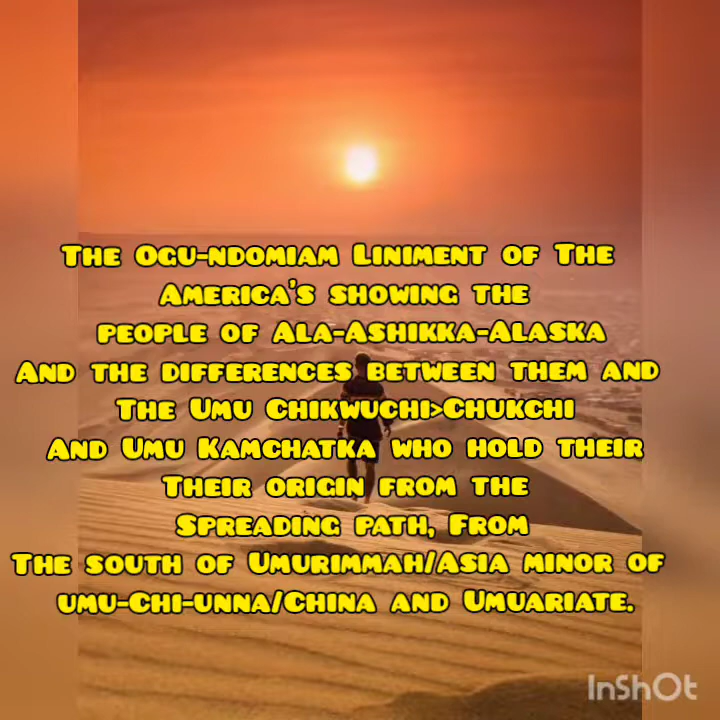 The Ogu-ndomiam Liniment of The
America's showing the
people of Ala-Ashikka-Alaska
And the differences between them and
The Umu Chikwuchi>Chukchi
And Umu Kamchatka who hold their
Their origin from the
Spreading path, From
The south of Umurimmah/Asia minor of
umu-Chi-unna/China and Umuariate.
InShOt